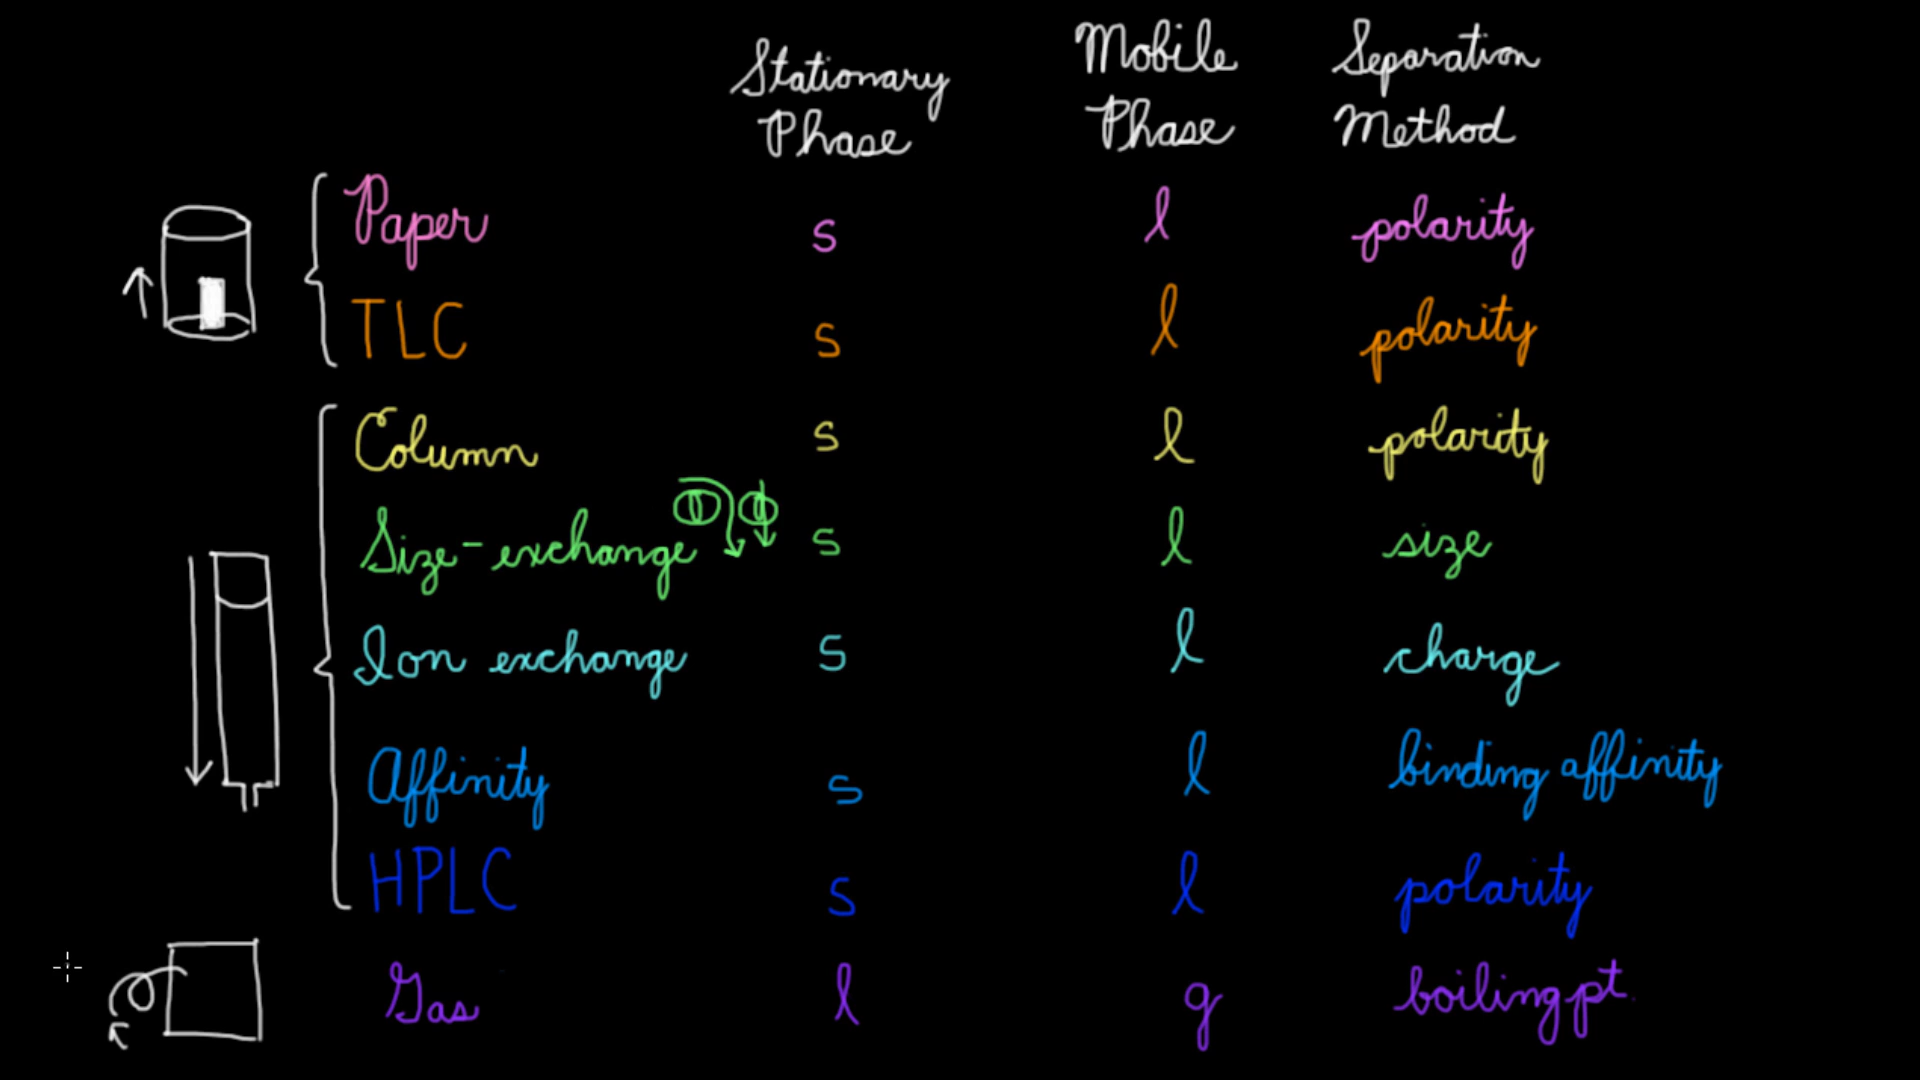 Stationary Phase Mobile Phase Separation Method
Paper s l polarity
TLC s l polarity
Column s l polarity
Size-exchange s l size
Ion exchange s l charge
Affinity s l binding affinity
HPLC s l polarity
Gas l g boiling pt.